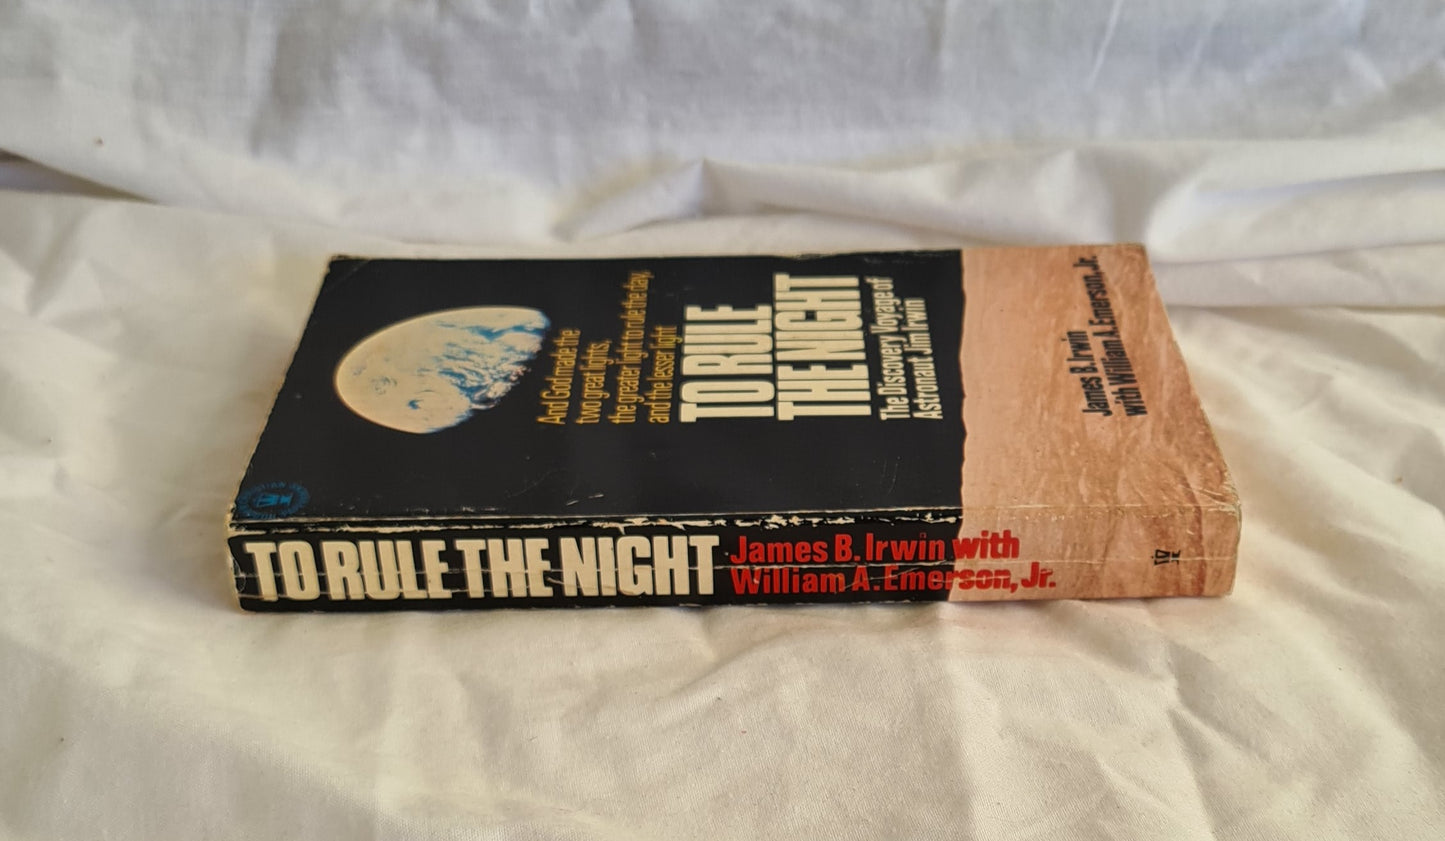 And God made the
two great lights,
the greater light to rule the day,
and the lesser light
TO RULE
THE NIGHT
The Discovery Voyage of
Astronaut Jim Irwin
James B. Irwin
with William A. Emerson, Jr.
TO RULE THE NIGHT
James B. Irwin with
William A. Emerson, Jr.